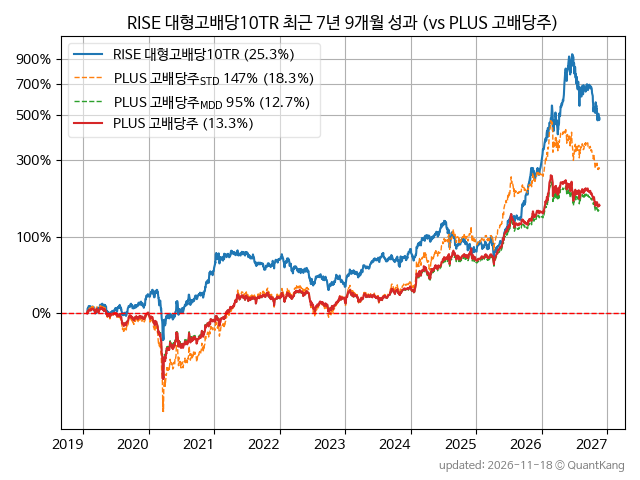 RISE 대형고배당10TR 최근 7년 9개월 성과 (vs PLUS 고배당주)
RISE 대형고배당10TR (25.3%)
PLUS 고배당주STD 147% (18.3%)
PLUS 고배당주MDD 95% (12.7%)
PLUS 고배당주 (13.3%)
900%
700%
500%
300%
100%
0%
2019 2020 2021 2022 2023 2024 2025 2026 2027
updated: 2026-11-18 © QuantKang